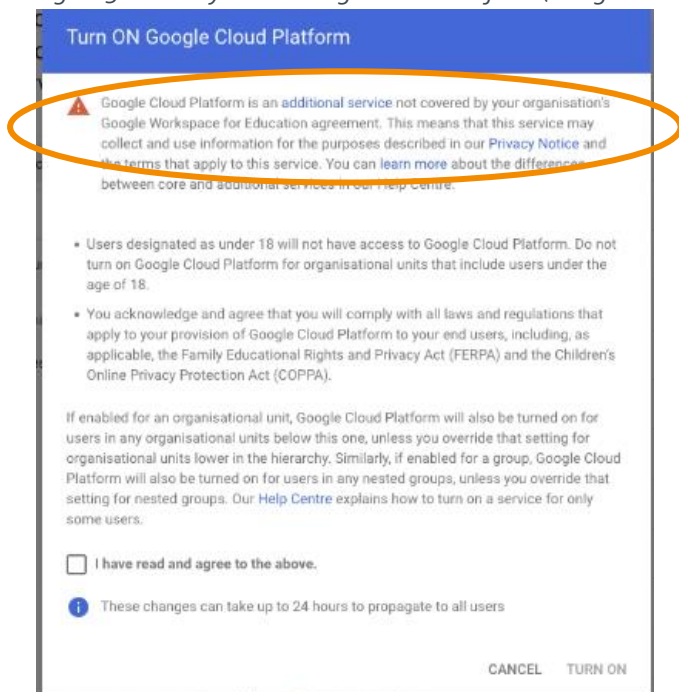 Turn ON Google Cloud Platform
Google Cloud Platform is an additional service not covered by your organisation's
Google Workspace for Education agreement. This means that this service may
collect and use information for the purposes described in our Privacy Notice and
the terms that apply to this service. You can learn more about the differences
between core and additional services in our Help Centre.
• Users designated as under 18 will not have access to Google Cloud Platform. Do not
turn on Google Cloud Platform for organisational units that include users under the
age of 18.
• You acknowledge and agree that you will comply with all laws and regulations that
apply to your provision of Google Cloud Platform to your end users, including, as
applicable, the Family Educational Rights and Privacy Act (FERPA) and the Children's
Online Privacy Protection Act (COPPA).
If enabled for an organisational unit, Google Cloud Platform will also be turned on for
users in any organisational units below this one, unless you override that setting for
organisational units lower in the hierarchy. Similarly, if enabled for a group, Google Cloud
Platform will also be turned on for users in any nested groups, unless you override that
setting for nested groups. Our Help Centre explains how to turn on a service for only
some users.
I have read and agree to the above.
These changes can take up to 24 hours to propagate to all users
CANCEL TURN ON